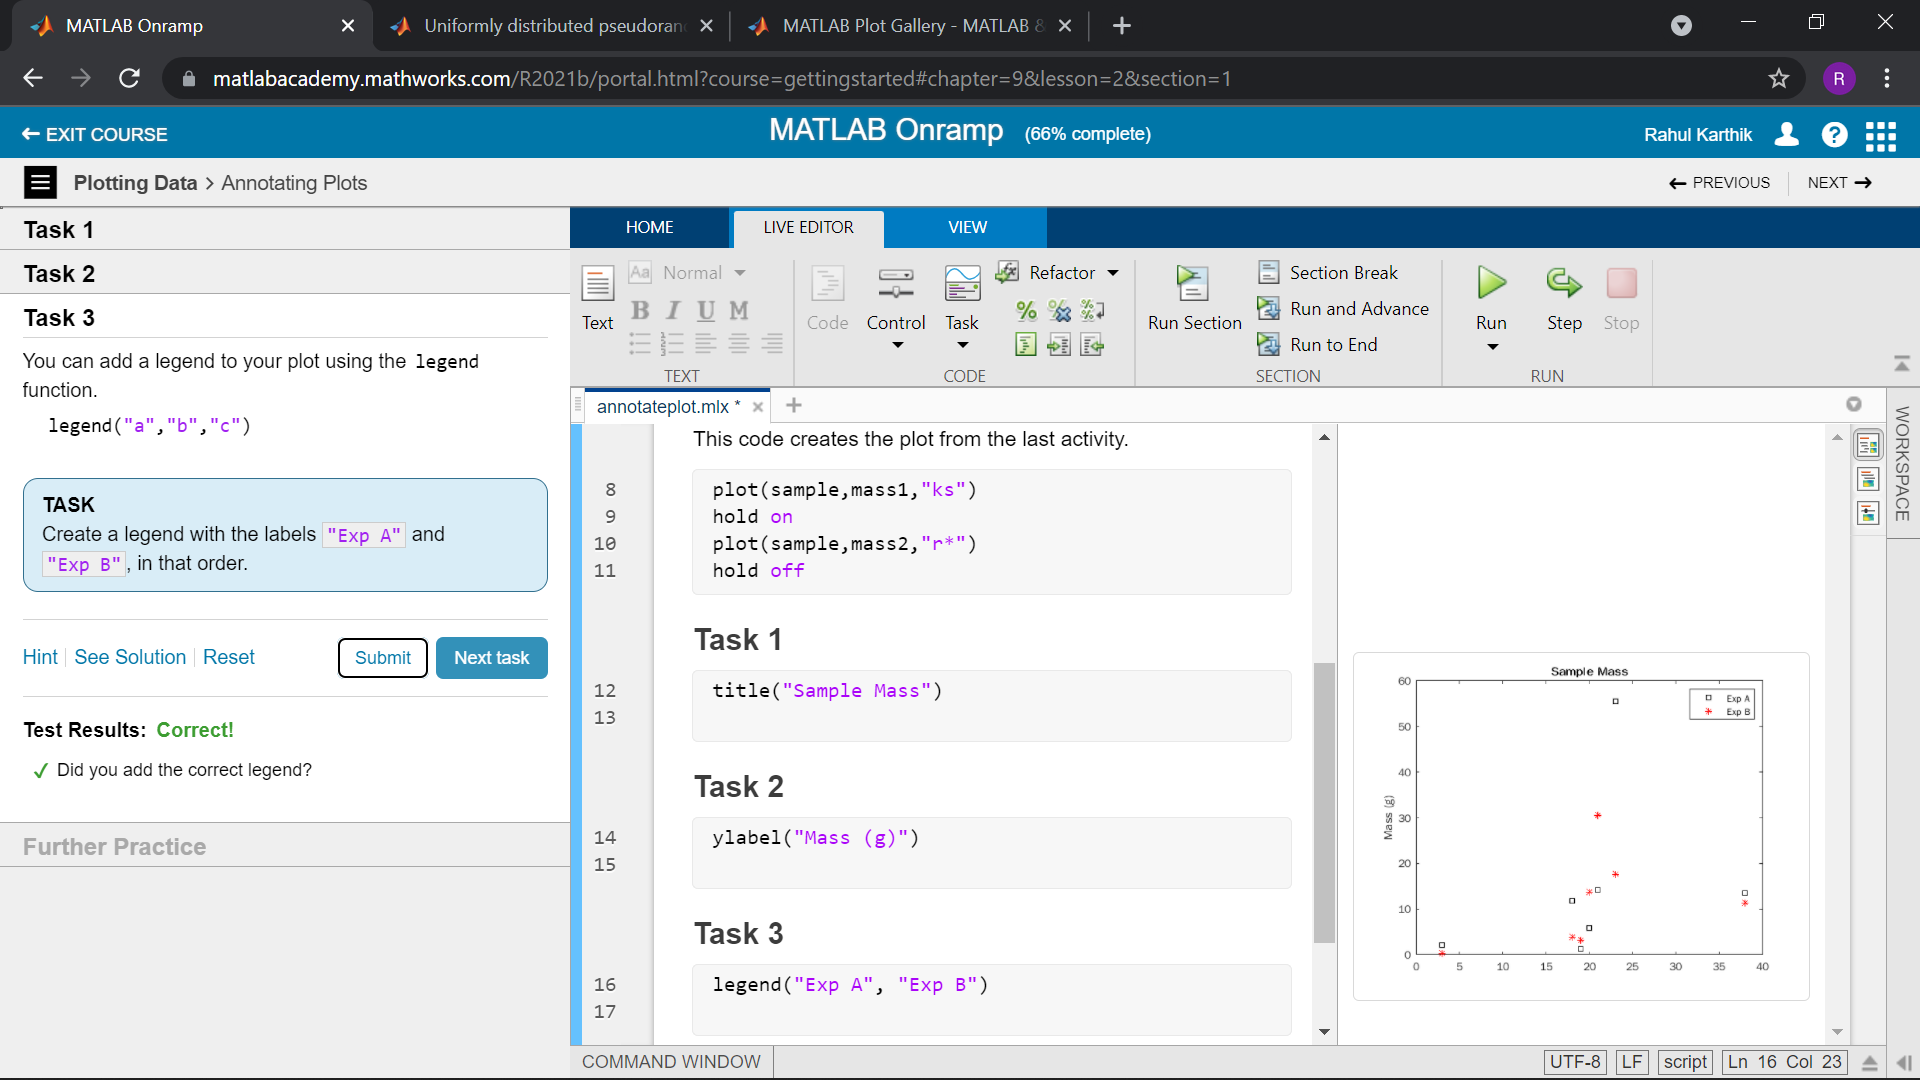 MATLAB Onramp
Uniformly distributed pseudoran
MATLAB Plot Gallery - MATLAB &
matlabacademy.mathworks.com/R2021b/portal.html?course=gettingstarted#chapter=9&lesson=2&section=1
R
EXIT COURSE
MATLAB Onramp (66% complete)
Rahul Karthik
Plotting Data > Annotating Plots
PREVIOUS
NEXT
Task 1
Task 2
Task 3
You can add a legend to your plot using the legend
function.
legend("a","b","c")
TASK
Create a legend with the labels "Exp A" and
"Exp B", in that order.
Hint
See Solution
Reset
Submit
Next task
Test Results: Correct!
✓ Did you add the correct legend?
Further Practice
HOME
LIVE EDITOR
VIEW
Text
Aa Normal
B I U M
TEXT
Code
Control
Task
Refactor
CODE
Run Section
Section Break
Run and Advance
Run to End
SECTION
Run
Step
Stop
RUN
annotateplot.mlx *
WORKSPACE
This code creates the plot from the last activity.
8 plot(sample,mass1,"ks")
9 hold on
10 plot(sample,mass2,"r*")
11 hold off
Task 1
12 title("Sample Mass")
13
Task 2
14 ylabel("Mass (g)")
15
Task 3
16 legend("Exp A", "Exp B")
17
Sample Mass
Exp A
Exp B
Mass (g)
60
50
40
30
20
10
0
0 5 10 15 20 25 30 35 40
COMMAND WINDOW
UTF-8
LF
script
Ln 16 Col 23